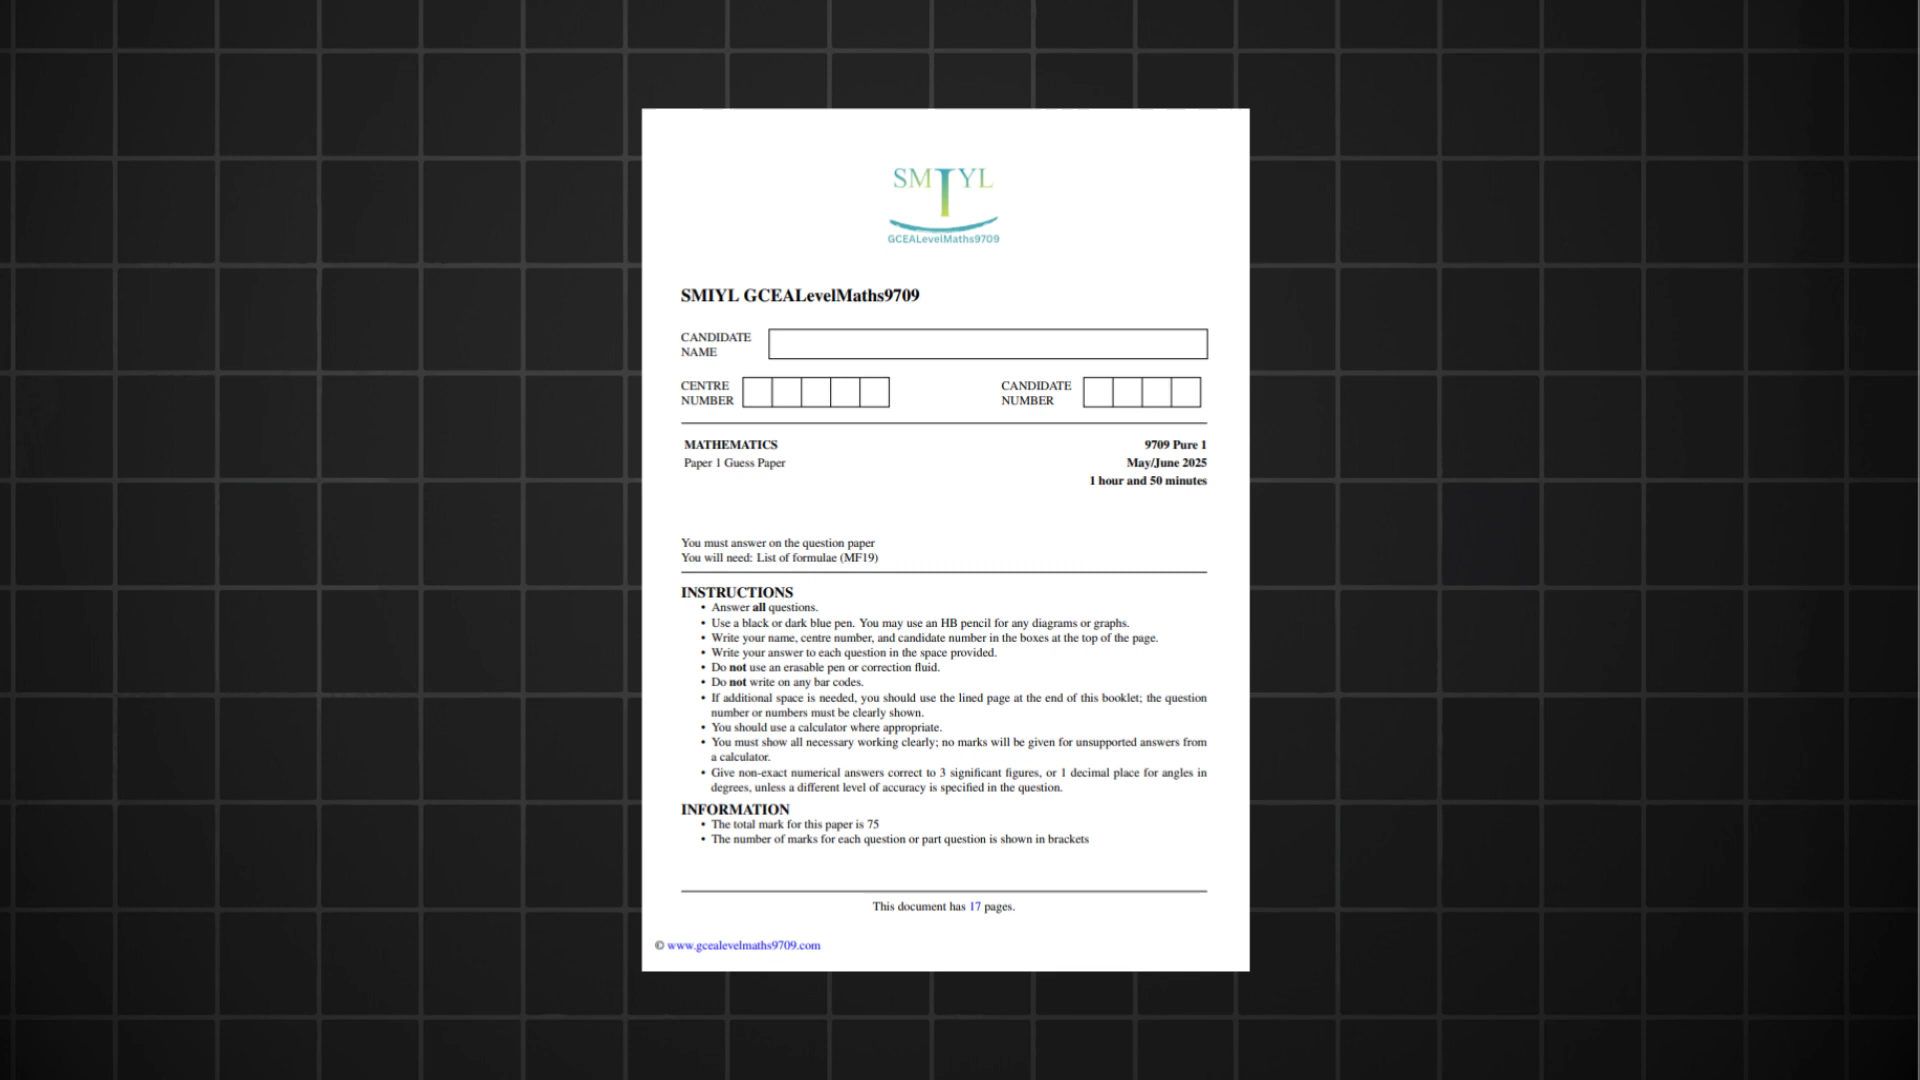 SMIYL
GCEALevelMaths9709
SMIYL GCEALevelMaths9709
CANDIDATE
NAME
CENTRE
NUMBER
CANDIDATE
NUMBER
MATHEMATICS
9709 Pure 1
Paper 1 Guess Paper
May/June 2025
1 hour and 50 minutes
You must answer on the question paper
You will need: List of formulae (MF19)
INSTRUCTIONS
• Answer all questions.
• Use a black or dark blue pen. You may use an HB pencil for any diagrams or graphs.
• Write your name, centre number, and candidate number in the boxes at the top of the page.
• Write your answer to each question in the space provided.
• Do not use an erasable pen or correction fluid.
• Do not write on any bar codes.
• If additional space is needed, you should use the lined page at the end of this booklet; the question
number or numbers must be clearly shown.
• You should use a calculator where appropriate.
• You must show all necessary working clearly; no marks will be given for unsupported answers from
a calculator.
• Give non-exact numerical answers correct to 3 significant figures, or 1 decimal place for angles in
degrees, unless a different level of accuracy is specified in the question.
INFORMATION
• The total mark for this paper is 75
• The number of marks for each question or part question is shown in brackets
This document has 17 pages.
© www.gcealevelmaths9709.com